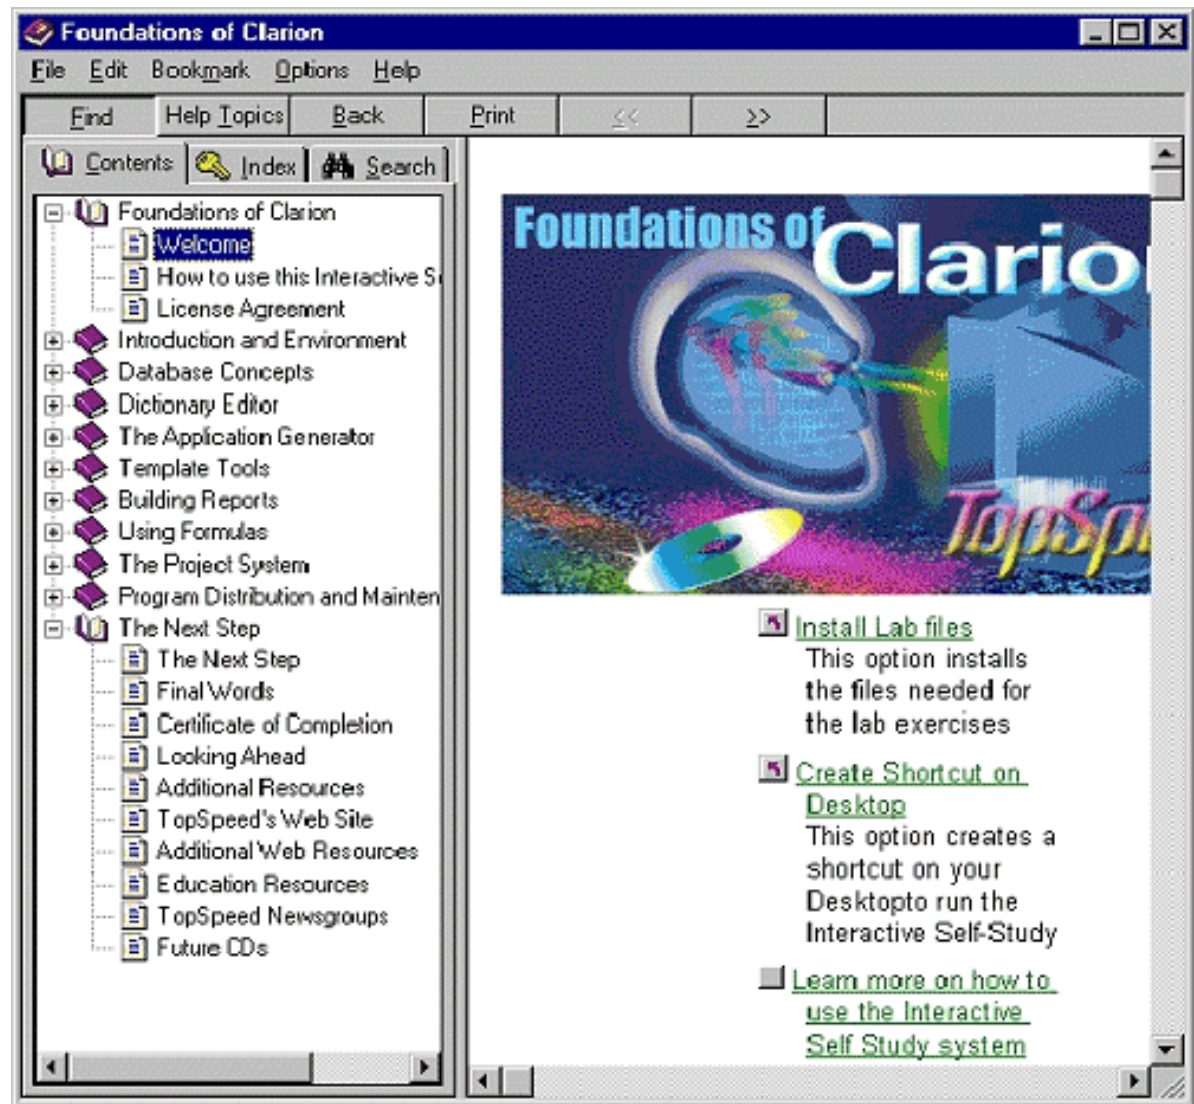 Foundations of Clarion
File Edit Bookmark Options Help
Find Help Topics Back Print << >>
Contents Index Search
Foundations of Clarion
Welcome
How to use this Interactive S
License Agreement
Introduction and Environment
Database Concepts
Dictionary Editor
The Application Generator
Template Tools
Building Reports
Using Formulas
The Project System
Program Distribution and Mainten
The Next Step
The Next Step
Final Words
Certificate of Completion
Looking Ahead
Additional Resources
TopSpeed's Web Site
Additional Web Resources
Education Resources
TopSpeed Newsgroups
Future CDs
Foundations of
Clario
TopSp
Install Lab files
This option installs
the files needed for
the lab exercises
Create Shortcut on
Desktop
This option creates a
shortcut on your
Desktopto run the
Interactive Self-Study
Learn more on how to
use the Interactive
Self Study system